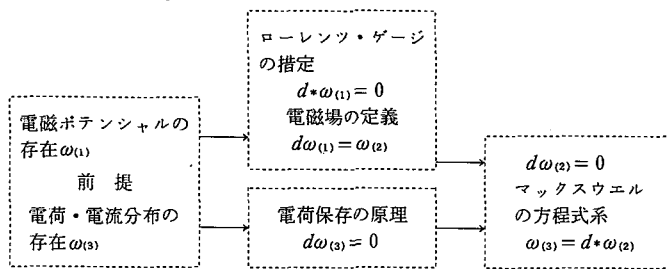 電磁ポテンシャルの
存在ω(1)
前 提
電荷・電流分布の
存在ω(3)
ローレンツ・ゲージ
の措定
d*ω(1)=0
電磁場の定義
dω(1)=ω(2)
電荷保存の原理
dω(3)=0
dω(2)=0
マックスウエル
の方程式系
ω(3)=d*ω(2)